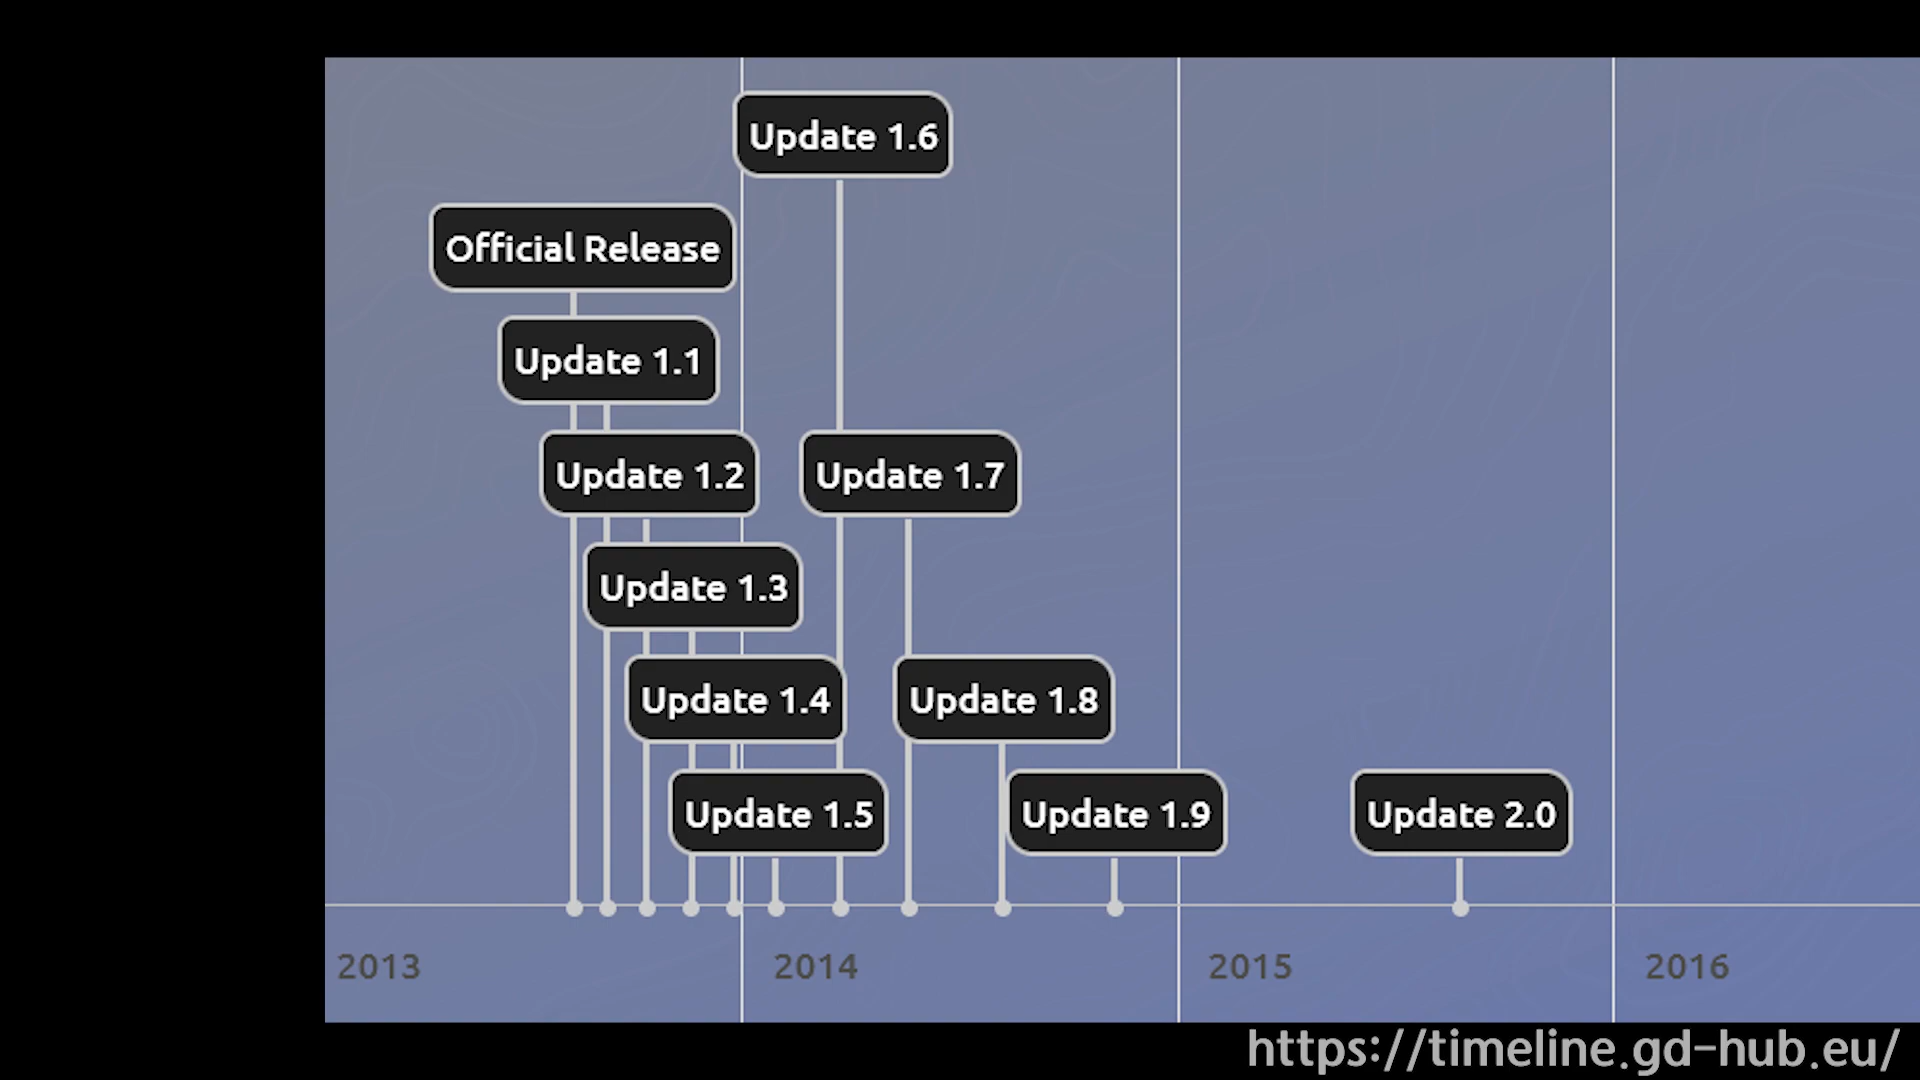 Update 1.6
Official Release
Update 1.1
Update 1.2
Update 1.7
Update 1.3
Update 1.4
Update 1.8
Update 1.5
Update 1.9
Update 2.0
2013
2014
2015
2016
https://timeline.gd-hub.eu/